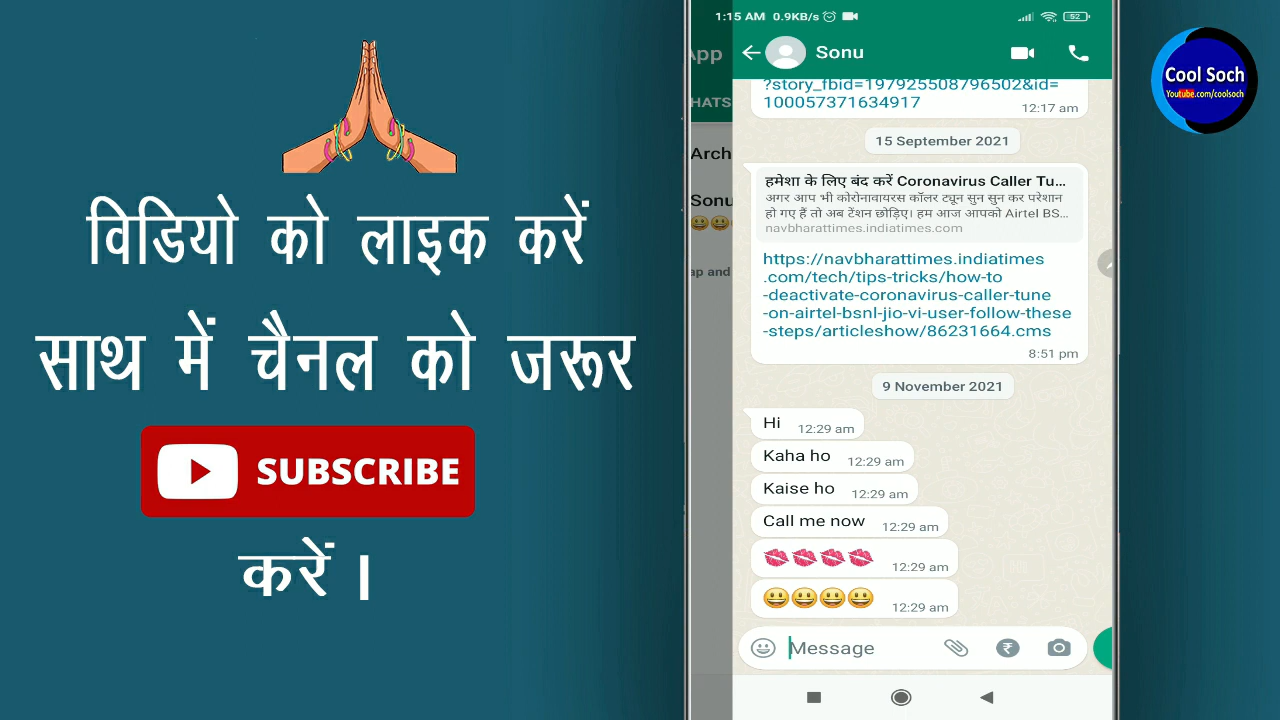 विडियो को लाइक करें
साथ में चैनल को जरूर
SUBSCRIBE
करें ।
1:15 AM 0.9KB/s
52
App
HATS
Arch
Sonu
ap and
Sonu
?story_fbid=197925508796502&id=
100057371634917
12:17 am
15 September 2021
हमेशा के लिए बंद करें Coronavirus Caller Tu...
अगर आप भी कोरोनावायरस कॉलर ट्यून सुन सुन कर परेशान
हो गए हैं तो अब टेंशन छोड़िए। हम आज आपको Airtel BS...
navbharattimes.indiatimes.com
https://navbharattimes.indiatimes
.com/tech/tips-tricks/how-to
-deactivate-coronavirus-caller-tune
-on-airtel-bsnl-jio-vi-user-follow-these
-steps/articleshow/86231664.cms
8:51 pm
9 November 2021
Hi 12:29 am
Kaha ho 12:29 am
Kaise ho 12:29 am
Call me now 12:29 am
💋💋💋💋 12:29 am
😀😀😀😀 12:29 am
Message
Cool Soch
Youtube.com/coolsoch